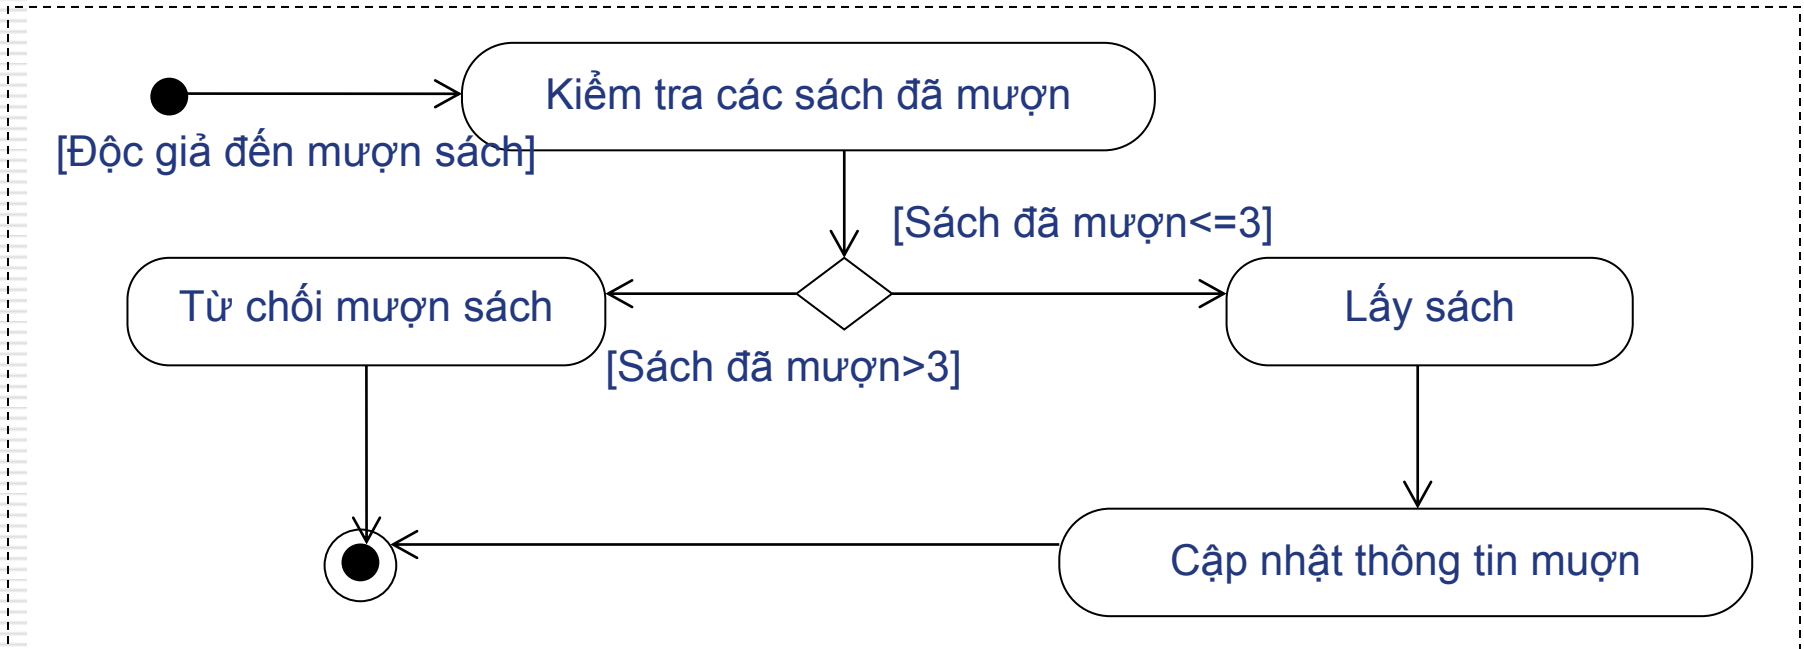 Kiểm tra các sách đã mượn
[Độc giả đến mượn sách]
[Sách đã mượn<=3]
Từ chối mượn sách
Lấy sách
[Sách đã mượn>3]
Cập nhật thông tin muợn